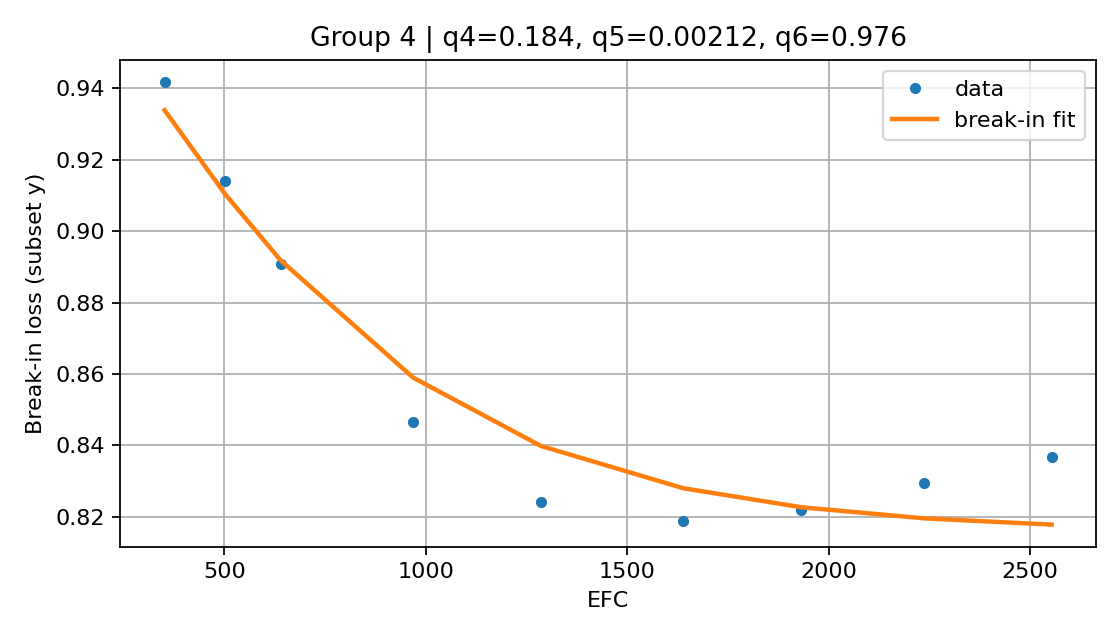 Group 4 | q4=0.184, q5=0.00212, q6=0.976
data
break-in fit
Break-in loss (subset y)
0.94
0.92
0.90
0.88
0.86
0.84
0.82
500 1000 1500 2000 2500
EFC